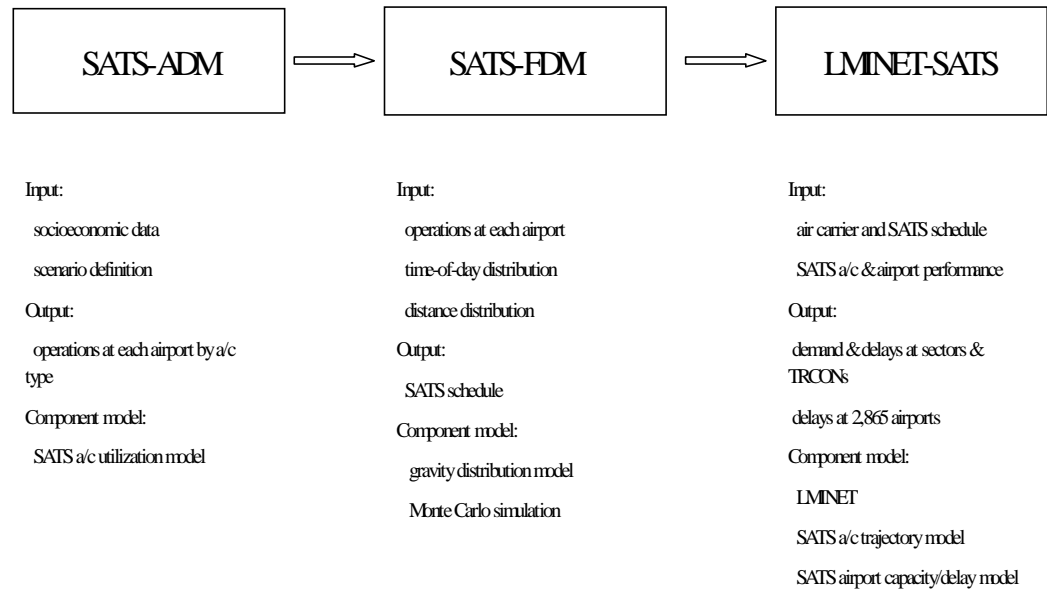 SATS-ADM
SATS-FDM
LMINET-SATS
Input:
socioeconomic data
scenario definition
Output:
operations at each airport by a/c
type
Component model:
SATS a/c utilization model
Input:
operations at each airport
time-of-day distribution
distance distribution
Output:
SATS schedule
Component model:
gravity distribution model
Monte Carlo simulation
Input:
air carrier and SATS schedule
SATS a/c & airport performance
Output:
demand & delays at sectors &
TRCONs
delays at 2,865 airports
Component model:
LMINET
SATS a/c trajectory model
SATS airport capacity/delay model